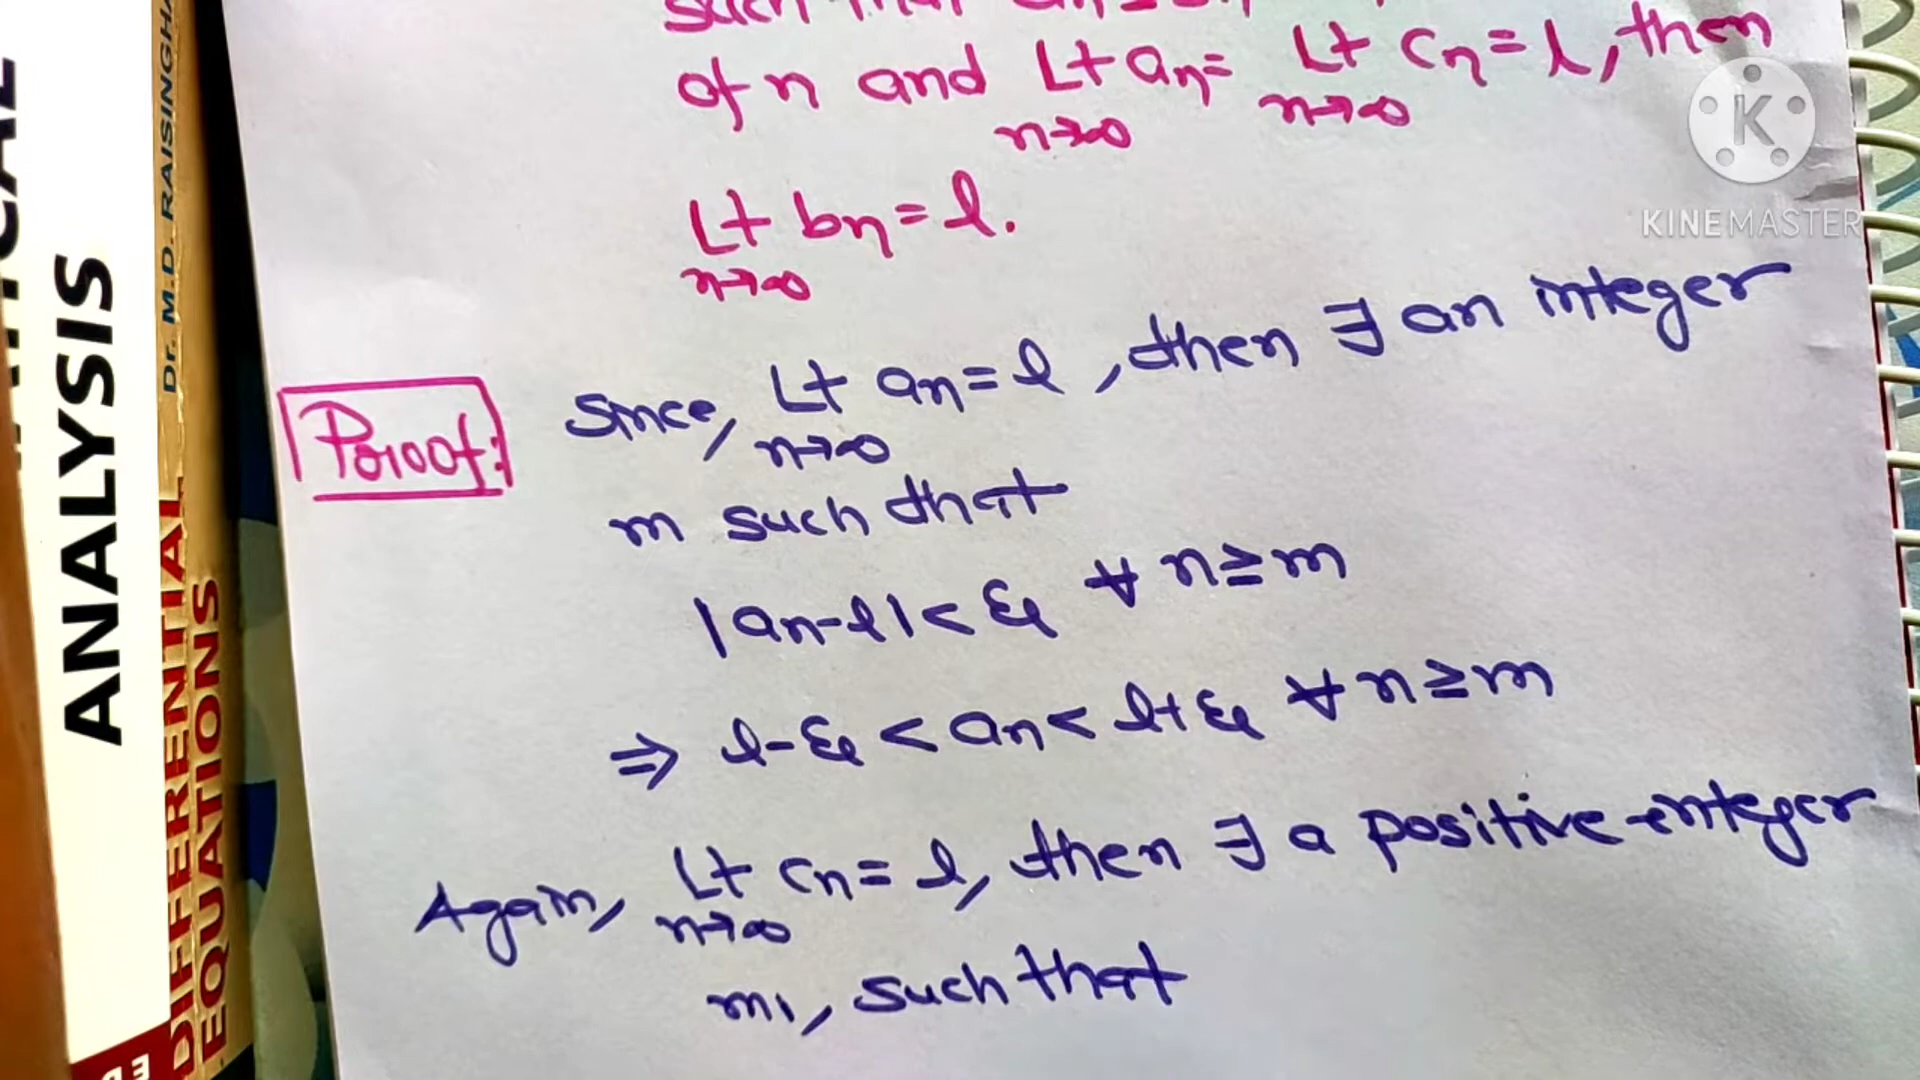 of n and Lt an = Lt cn = l, then
n→∞ n→∞
Lt bn = l.
n→∞
Proof:
Since, Lt an = l, then ∃ an integer
n→∞
m such that
|an-l| < ε ∀ n ≥ m
⇒ l-ε < an < l+ε ∀ n ≥ m
Again, Lt cn = l, then ∃ a positive integer
n→∞
m1, such that
K
KINEMASTER
ANALYSIS
Dr. M.D. RAISINGHA
DIFFERENTIAL
EQUATIONS